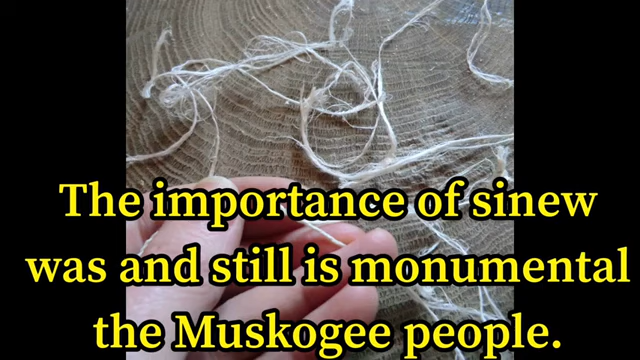 The importance of sinew
was and still is monumental
the Muskogee people.